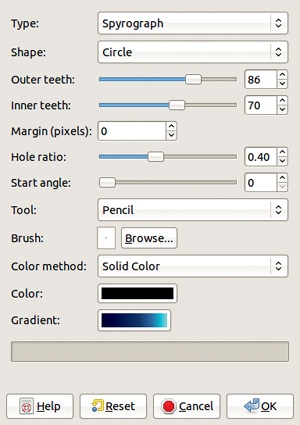 Type: Spyrograph
Shape: Circle
Outer teeth: 86
Inner teeth: 70
Margin (pixels): 0
Hole ratio: 0.40
Start angle: 0
Tool: Pencil
Brush: Browse...
Color method: Solid Color
Color:
Gradient:
Help Reset Cancel OK